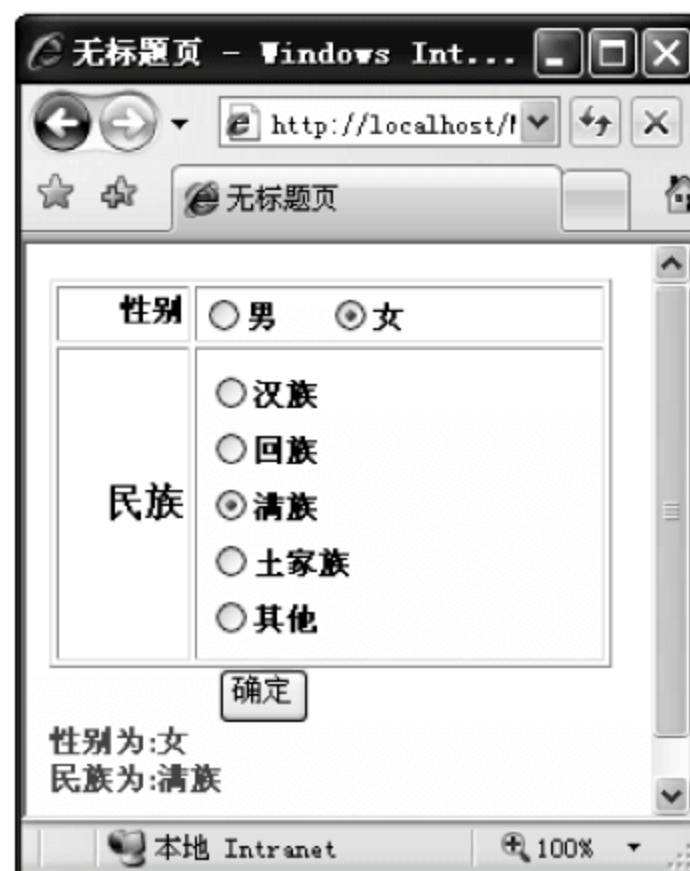 无标题页 - Windows Int...
http://localhost/
无标题页
性别 男 女
汉族
回族
民族 满族
土家族
其他
确定
性别为:女
民族为:满族
本地 Intranet 100%